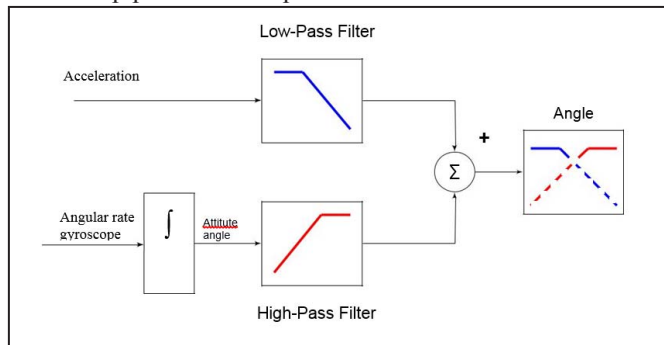 Low-Pass Filter
Acceleration
Angle
+
Σ
Angular rate
gyroscope
∫
Attitute
angle
High-Pass Filter